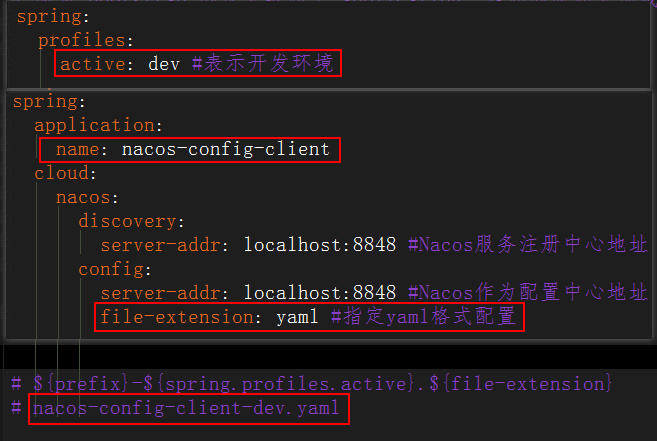 spring:
profiles:
active: dev #表示开发环境
spring:
application:
name: nacos-config-client
cloud:
nacos:
discovery:
server-addr: localhost:8848 #Nacos服务注册中心地址
config:
server-addr: localhost:8848 #Nacos作为配置中心地址
file-extension: yaml #指定yaml格式配置
# ${prefix}-${spring.profiles.active}.${file-extension}
# nacos-config-client-dev.yaml